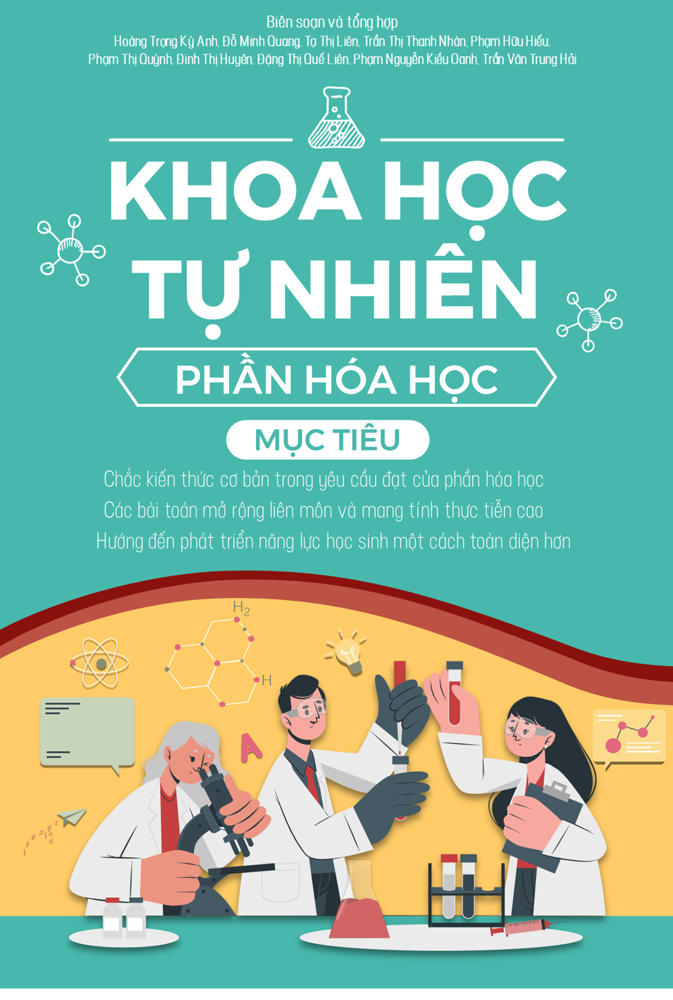 Biên soạn và tổng hợp
Hoàng Trọng Kỳ Anh, Đỗ Minh Quang, Tạ Thị Liên, Trần Thị Thanh Nhàn, Phạm Hữu Hiếu,
Phạm Thị Quỳnh, Đinh Thị Huyên, Đặng Thị Quế Liên, Phạm Nguyễn Kiều Oanh, Trần Văn Trung Hải
KHOA HỌC
TỰ NHIÊN
PHẦN HÓA HỌC
MỤC TIÊU
Chắc kiến thức cơ bản trong yêu cầu đạt của phần hóa học
Các bài toán mở rộng liên môn và mang tính thực tiễn cao
Hướng đến phát triển năng lực học sinh một cách toàn diện hơn
H2
H
A